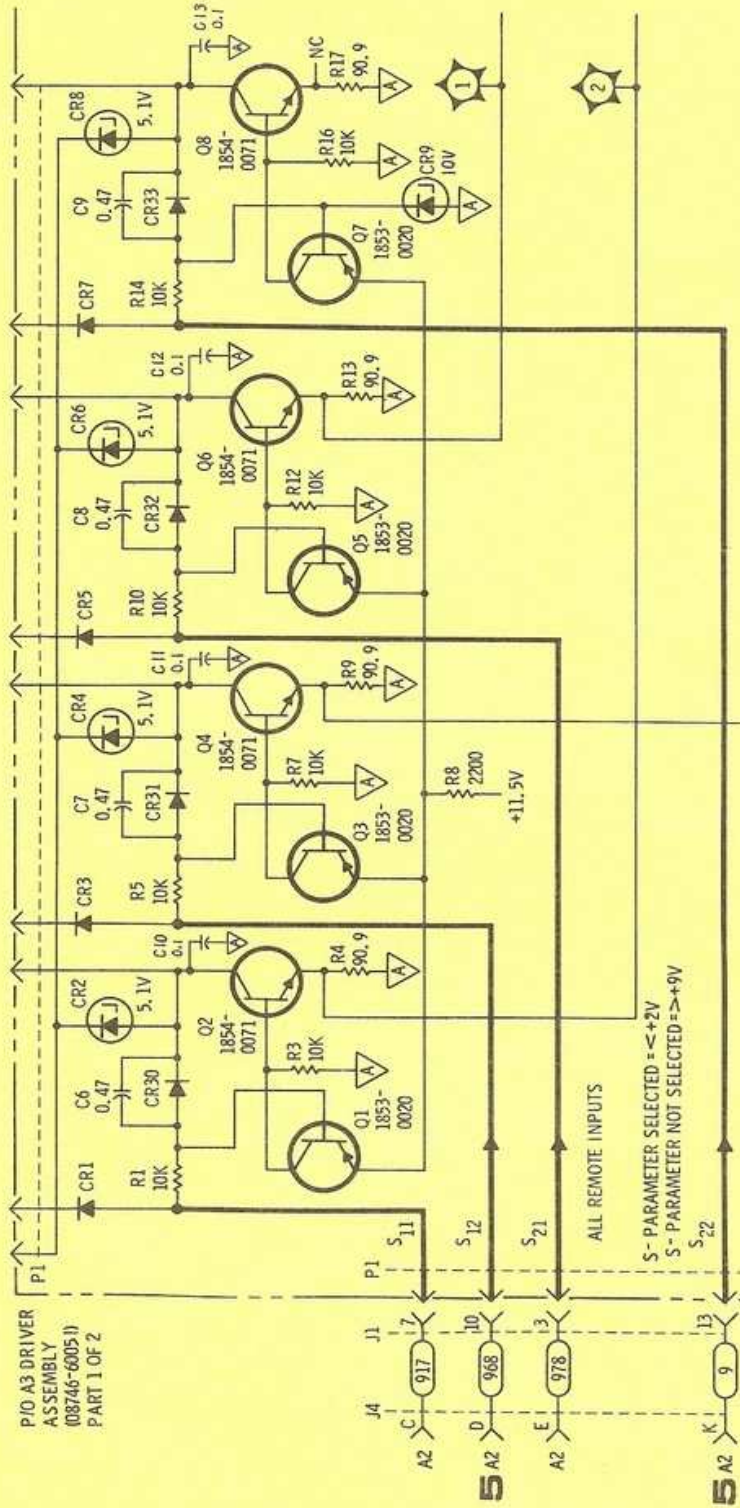 P/O A3 DRIVER
ASSEMBLY
(08746-60051)
PART 1 OF 2
P1
CR1
R1
10K
C6
0.47
CR30
CR2
5.1V
Q2
1854-
0071
C10
0.1
A
R3
10K
A
Q1
1853-
0020
R4
90.9
A
CR3
R5
10K
C7
0.47
CR31
CR4
5.1V
Q4
1854-
0071
C11
0.1
A
R7
10K
A
Q3
1853-
0020
R9
90.9
A
R8
2200
+11.5V
CR5
R10
10K
C8
0.47
CR32
CR6
5.1V
Q6
1854-
0071
C12
0.1
A
R12
10K
A
Q5
1853-
0020
R13
90.9
A
CR7
R14
10K
C9
0.47
CR33
CR8
5.1V
Q8
1854-
0071
C13
0.1
A
NC
R17
90.9
A
R16
10K
A
Q7
1853-
0020
CR9
10V
A
1
2
J4
J1
P1
A2
C
917
7
S11
5 A2
D
968
10
S12
A2
E
978
3
S21
ALL REMOTE INPUTS
S- PARAMETER SELECTED =<+2V
S- PARAMETER NOT SELECTED =>+9V
5 A2
K
9
13
S22